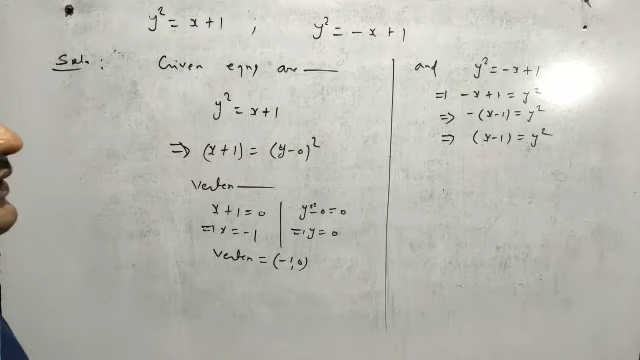 y² = x+1 ; y² = -x+1
Soln: Given eqns are —
y² = x+1
⇒ (x+1) = (y-0)²
Vertex —
x+1=0 | y-0=0
⇒ x=-1 | ⇒ y=0
Vertex = (-1,0)
and y² = -x+1
⇒ -x+1 = y²
⇒ -(x-1) = y²
⇒ (x-1) = y²